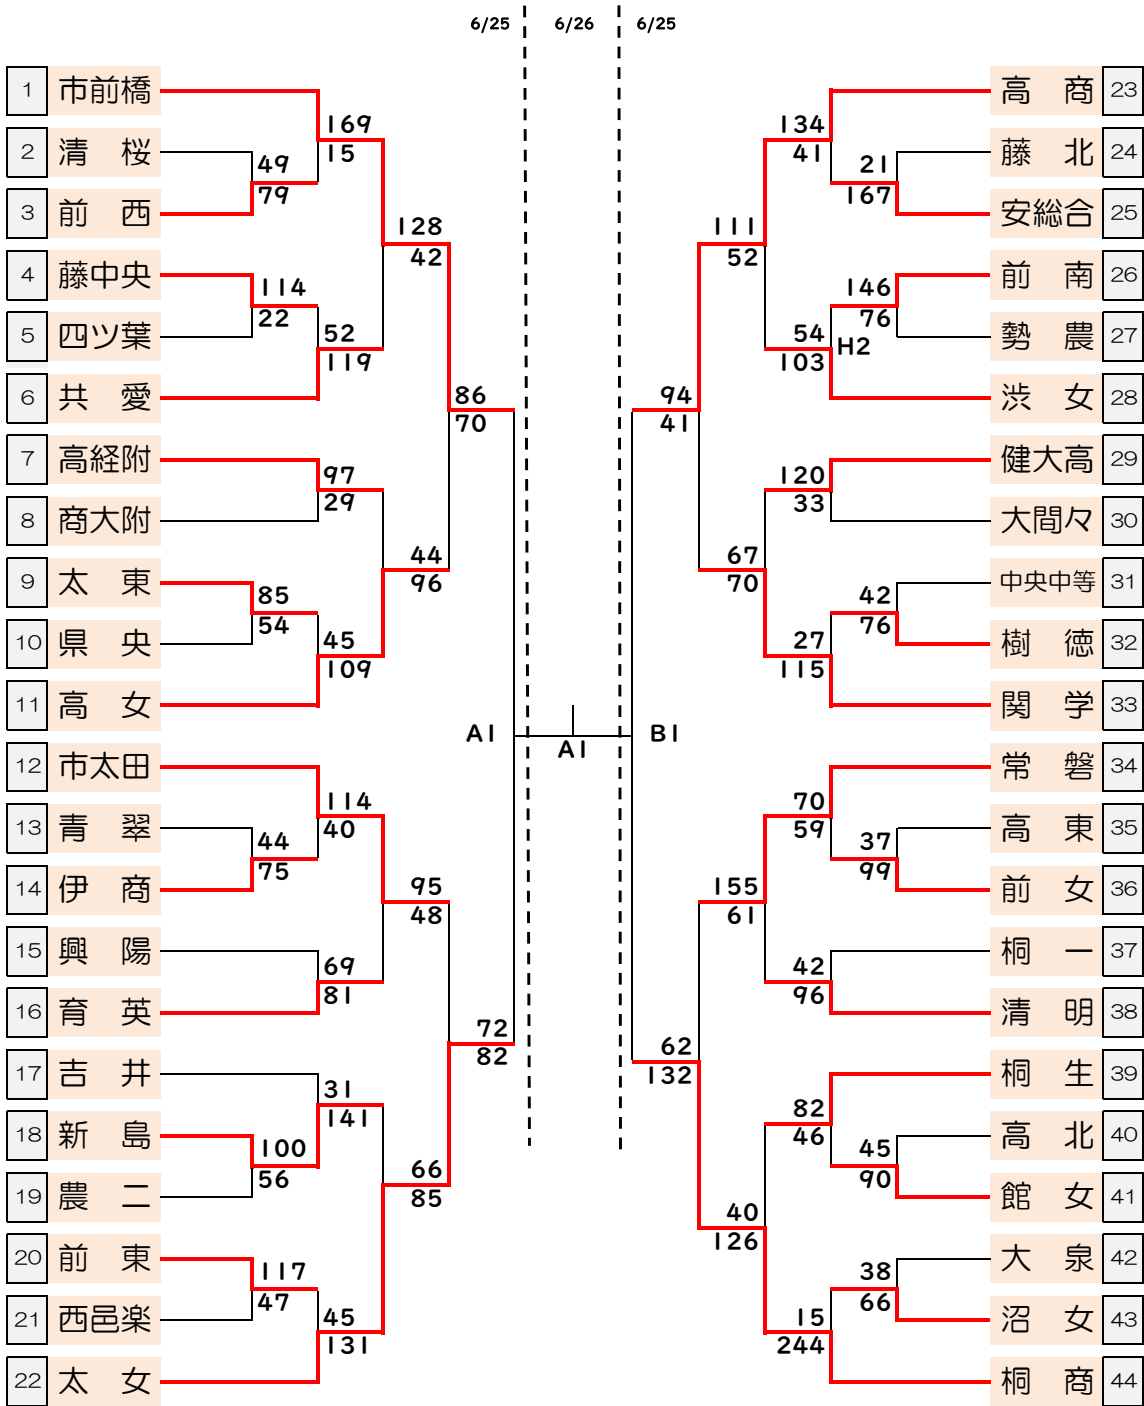 6/25 6/26 6/25
1 市前橋
2 清 桜
3 前 西
4 藤中央
5 四ツ葉
6 共 愛
7 高経附
8 商大附
9 太 東
10 県 央
11 高 女
12 市太田
13 青 翠
14 伊 商
15 興 陽
16 育 英
17 吉 井
18 新 島
19 農 二
20 前 東
21 西邑楽
22 太 女
49
79
114
22
85
54
44
75
100
56
117
47
169
15
52
119
97
29
45
109
114
40
69
81
31
141
45
131
128
42
44
96
95
48
66
85
86
70
72
82
A1
A1
B1
94
41
62
132
111
52
67
70
155
61
40
126
134
41
54
103
H2
120
33
27
115
70
59
42
96
82
46
15
244
21
167
146
76
42
76
37
99
45
90
38
66
高 商 23
藤 北 24
安総合 25
前 南 26
勢 農 27
渋 女 28
健大高 29
大間々 30
中央中等 31
樹 徳 32
関 学 33
常 磐 34
高 東 35
前 女 36
桐 一 37
清 明 38
桐 生 39
高 北 40
館 女 41
大 泉 42
沼 女 43
桐 商 44